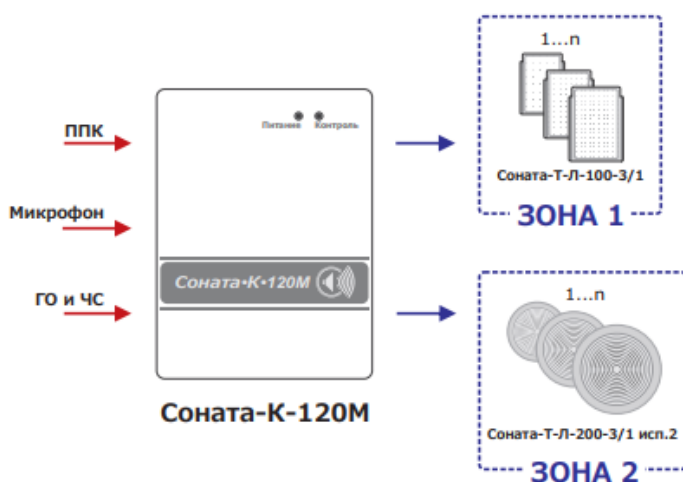 ППК
Микрофон
ГО и ЧС
Питание Контроль
Соната•К•120М
Соната-К-120М
1...n
Соната-Т-Л-100-3/1
ЗОНА 1
1...n
Соната-Т-Л-200-3/1 исп.2
ЗОНА 2